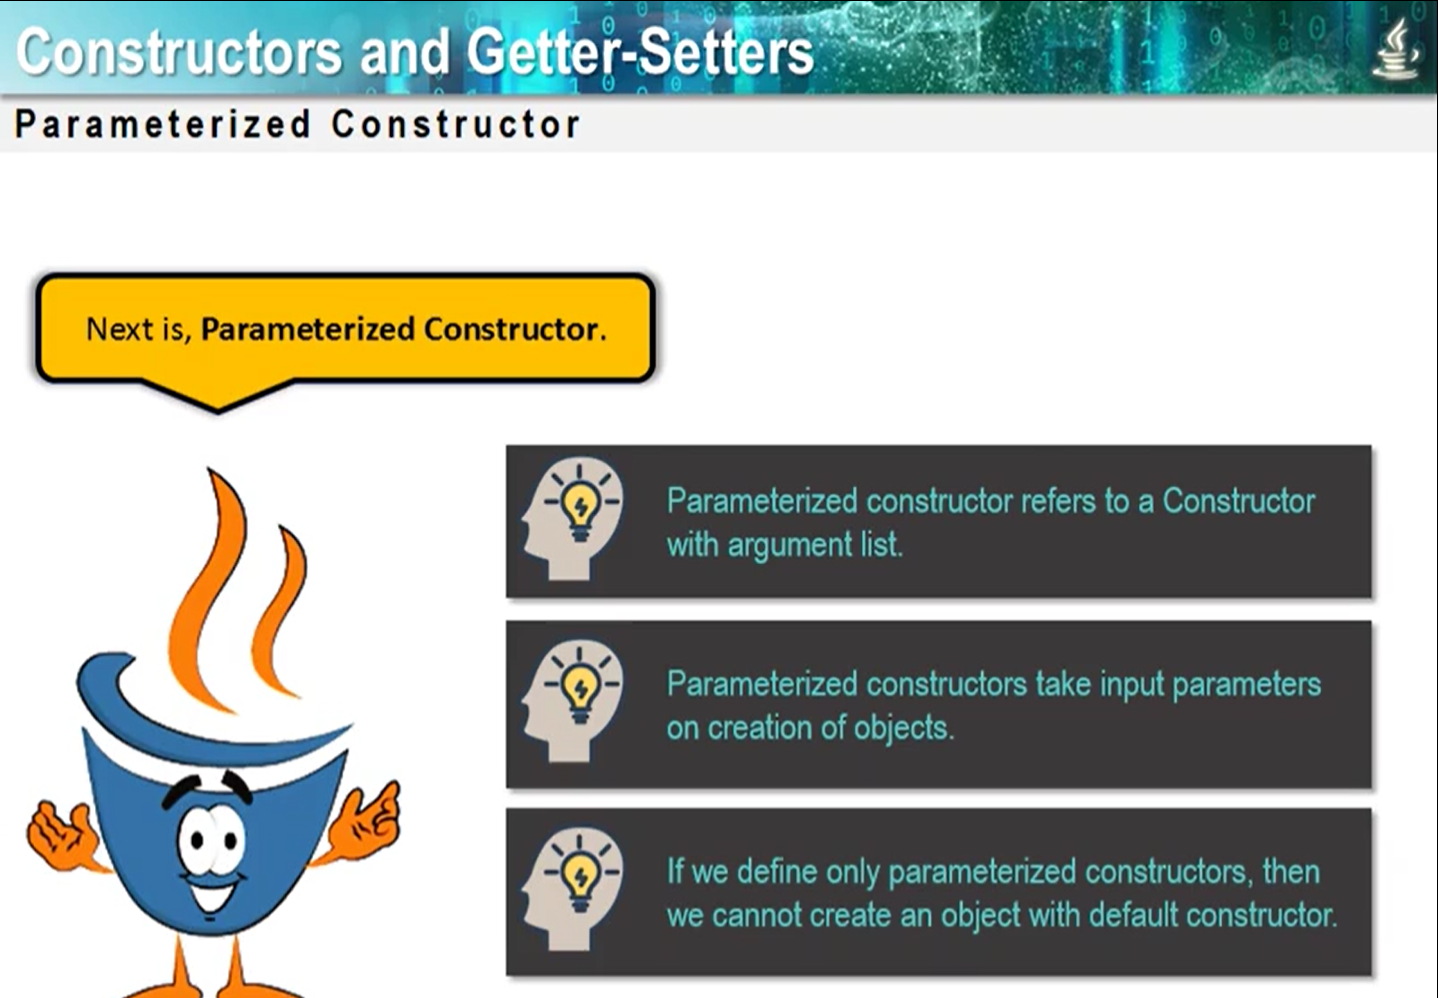 Constructors and Getter-Setters
Parameterized Constructor
Next is, Parameterized Constructor.
Parameterized constructor refers to a Constructor
with argument list.
Parameterized constructors take input parameters
on creation of objects.
If we define only parameterized constructors, then
we cannot create an object with default constructor.